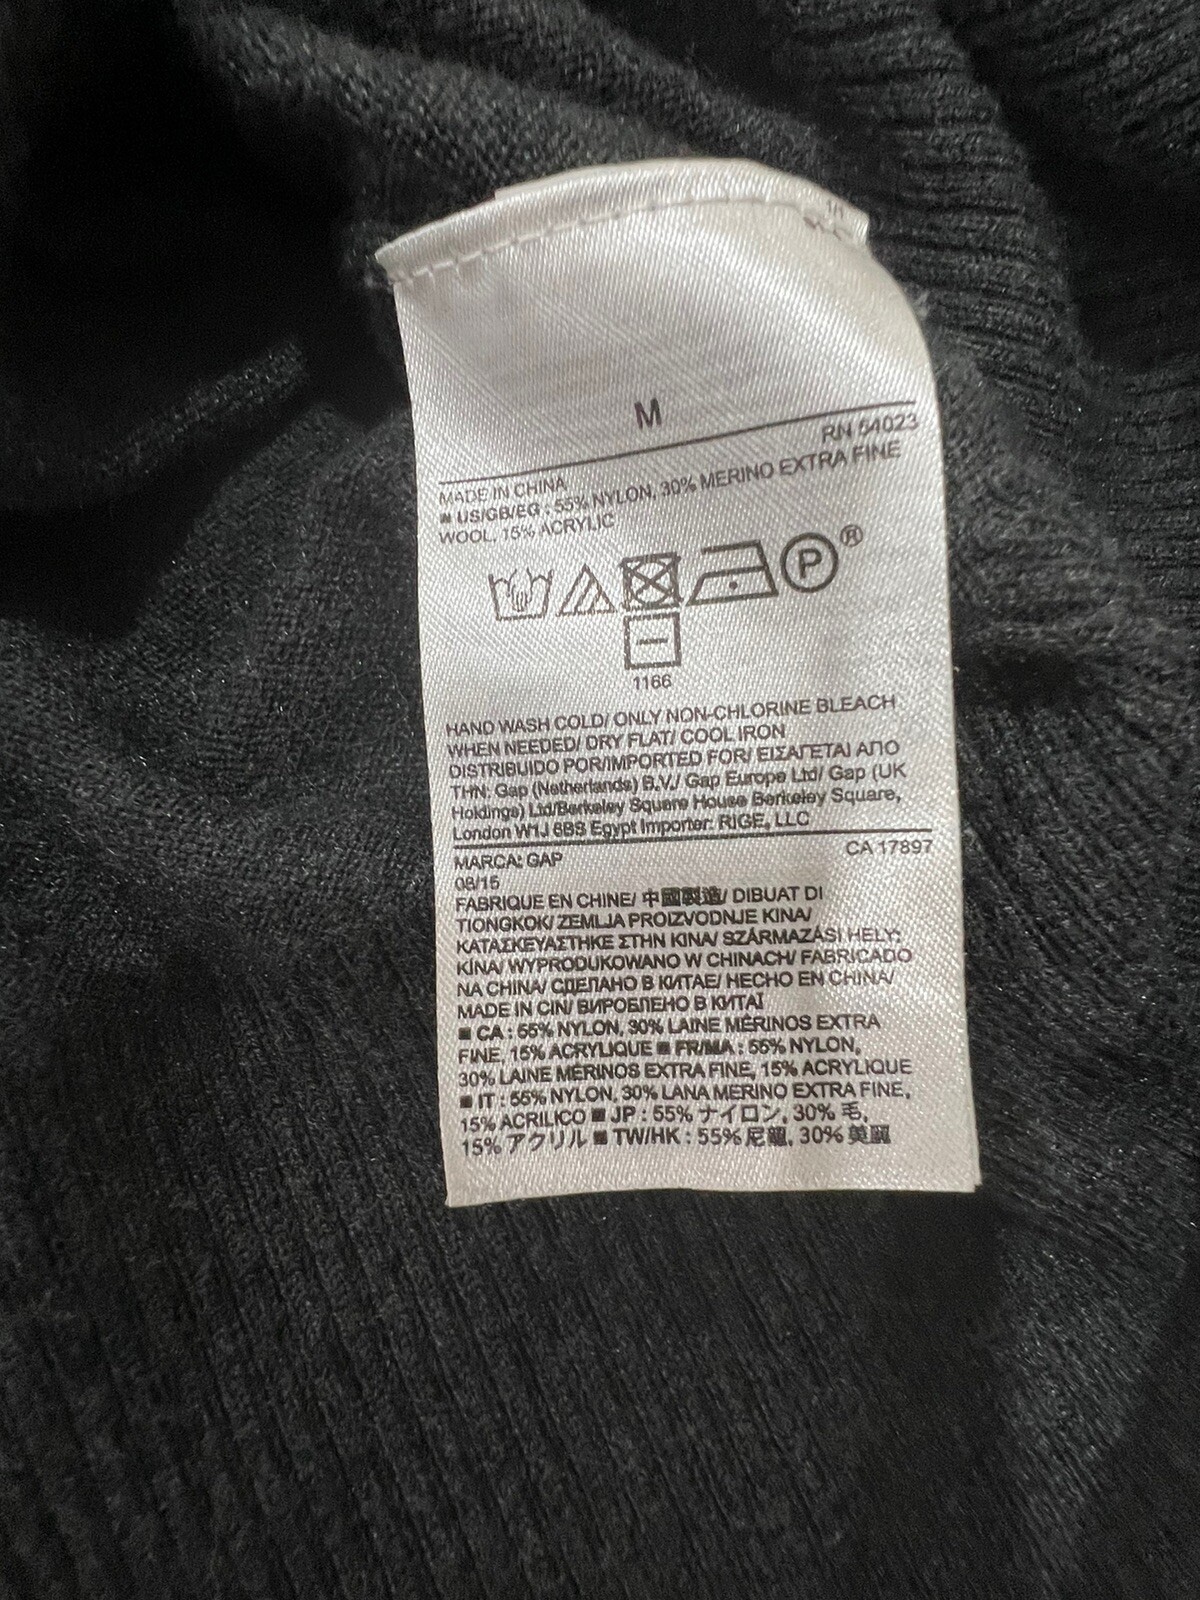 M
RN 54023
MADE IN CHINA
■ US/GB/EG : 55% NYLON, 30% MERINO EXTRA FINE
WOOL, 15% ACRYLIC
P ®
1166
HAND WASH COLD/ ONLY NON-CHLORINE BLEACH
WHEN NEEDED/ DRY FLAT/ COOL IRON
DISTRIBUIDO POR/IMPORTED FOR/ ΕΙΣΑΓΕΤΑΙ ΑΠΟ
ΤΗΝ: Gap (Netherlands) B.V./ Gap Europe Ltd/ Gap (UK
Holdings) Ltd/Berkeley Square House Berkeley Square,
London W1J 6BS Egypt Importer: RIGE, LLC
MARCA: GAP
CA 17897
08/15
FABRIQUE EN CHINE/ 中國製造/ DIBUAT DI
TIONGKOK/ ZEMLJA PROIZVODNJE KINA/
ΚΑΤΑΣΚΕΥΑΣΤΗΚΕ ΣΤΗΝ ΚΙΝΑ/ SZÁRMAZÁSI HELY:
KÍNA/ WYPRODUKOWANO W CHINACH/ FABRICADO
NA CHINA/ СДЕЛАНО В КИТАЕ/ HECHO EN CHINA/
MADE IN CIN/ ВИРОБЛЕНО В КИТАІ
■ CA : 55% NYLON, 30% LAINE MÉRINOS EXTRA
FINE, 15% ACRYLIQUE ■ FR/MA : 55% NYLON,
30% LAINE MÉRINOS EXTRA FINE, 15% ACRYLIQUE
■ IT : 55% NYLON, 30% LANA MERINO EXTRA FINE,
15% ACRILICO ■ JP : 55% ナイロン, 30% 毛,
15% アクリル ■ TW/HK : 55% 尼龍, 30% 美麗